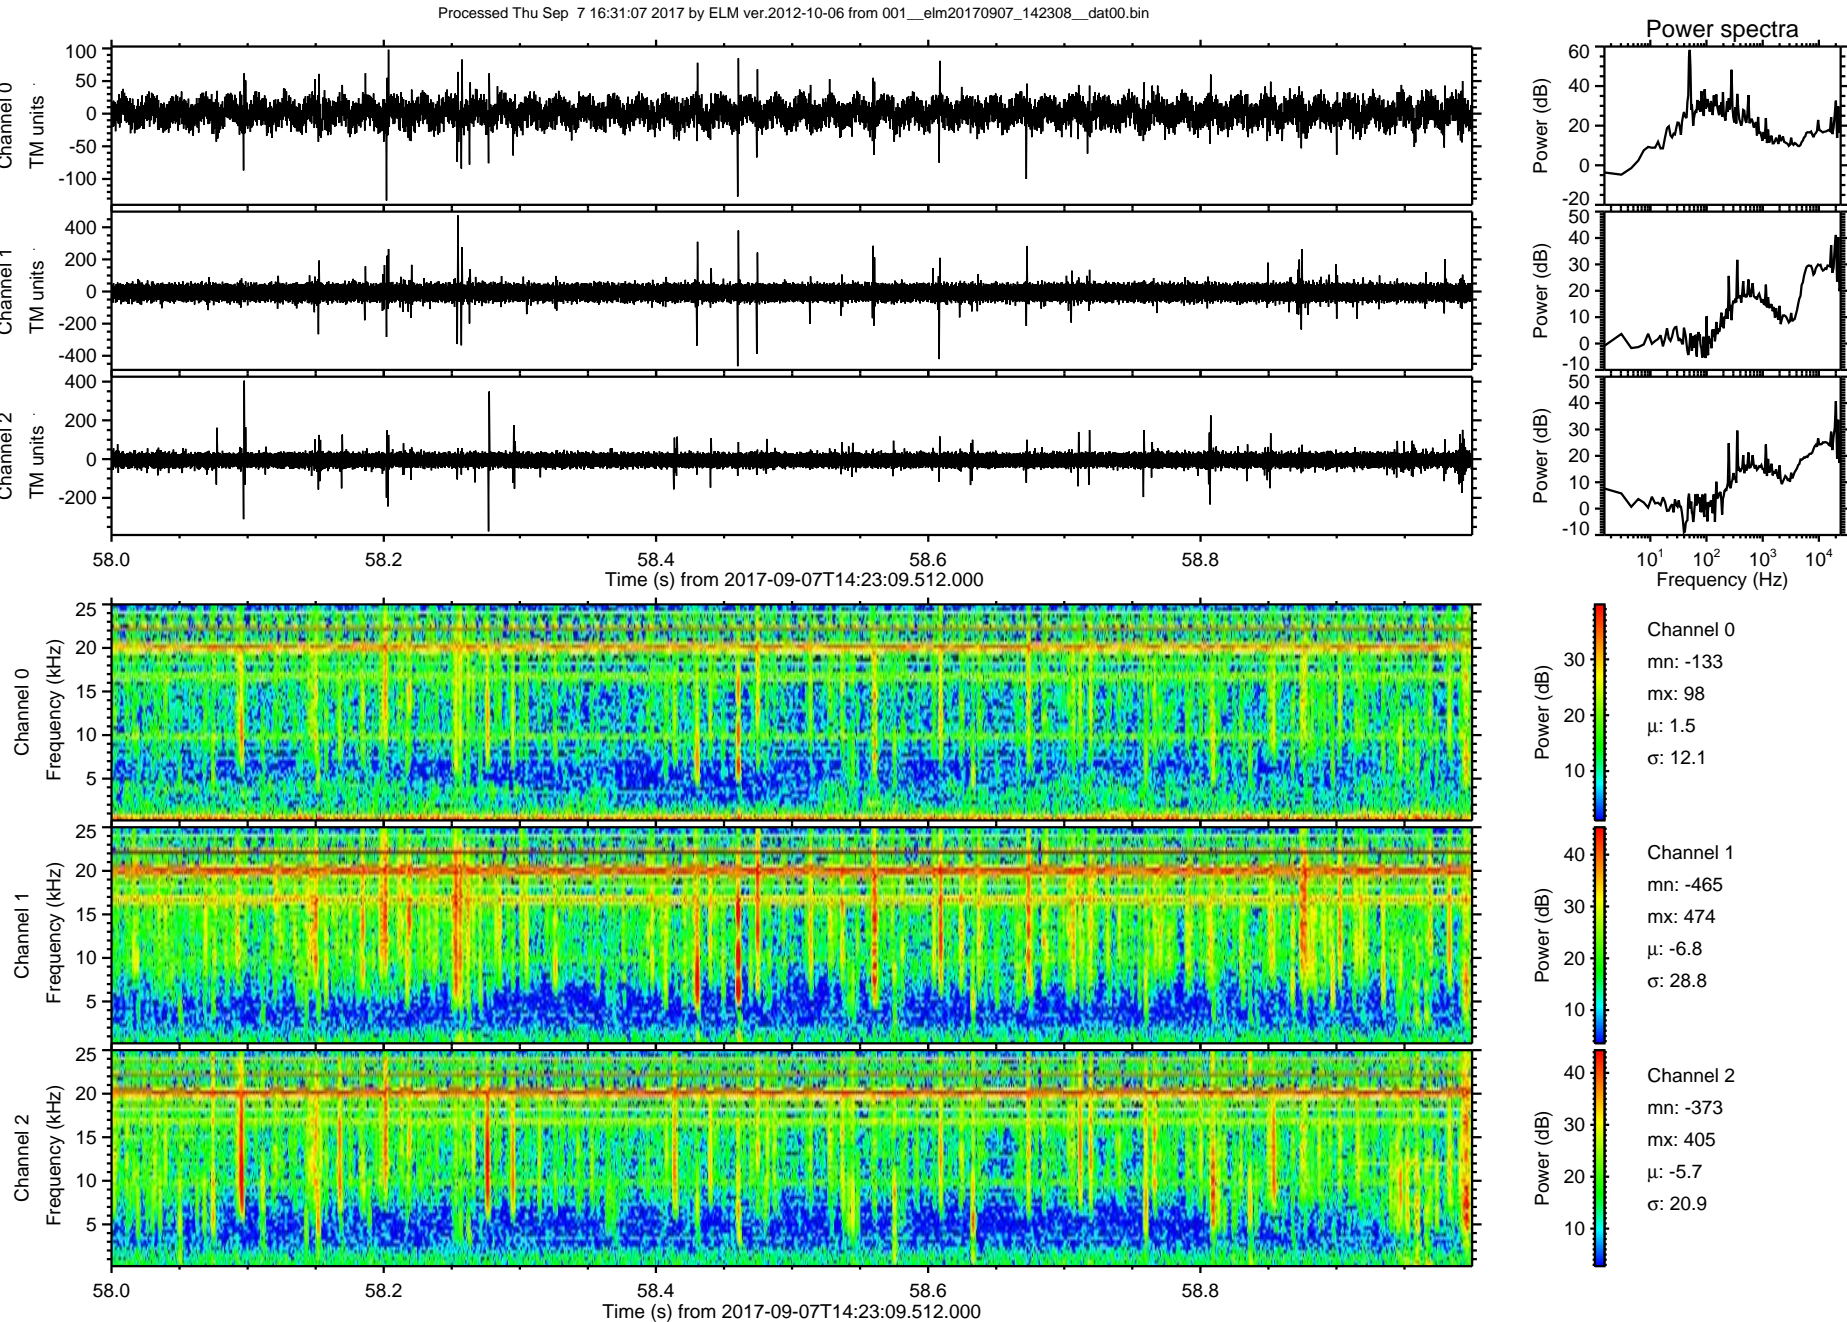 Processed Thu Sep  7 16:31:07 2017 by ELM ver.2012-10-06 from 001__elm20170907_142308__dat00.bin
Power spectra
Channel 0
TM units
100
50
0
-50
-100
Power (dB)
60
40
20
0
-20
Channel 1
TM units
400
200
0
-200
-400
Power (dB)
50
40
30
20
10
0
-10
Channel 2
TM units
400
200
0
-200
Power (dB)
50
40
30
20
10
0
-10
58.0 58.2 58.4 58.6 58.8
Time (s) from 2017-09-07T14:23:09.512.000
10¹ 10² 10³ 10⁴
Frequency (Hz)
Channel 0
Frequency (kHz)
25
20
15
10
5
Power (dB)
30
20
10
Channel 0
mn: -133
mx: 98
μ: 1.5
σ: 12.1
Channel 1
Frequency (kHz)
25
20
15
10
5
Power (dB)
40
30
20
10
Channel 1
mn: -465
mx: 474
μ: -6.8
σ: 28.8
Channel 2
Frequency (kHz)
25
20
15
10
5
Power (dB)
40
30
20
10
Channel 2
mn: -373
mx: 405
μ: -5.7
σ: 20.9
58.0 58.2 58.4 58.6 58.8
Time (s) from 2017-09-07T14:23:09.512.000